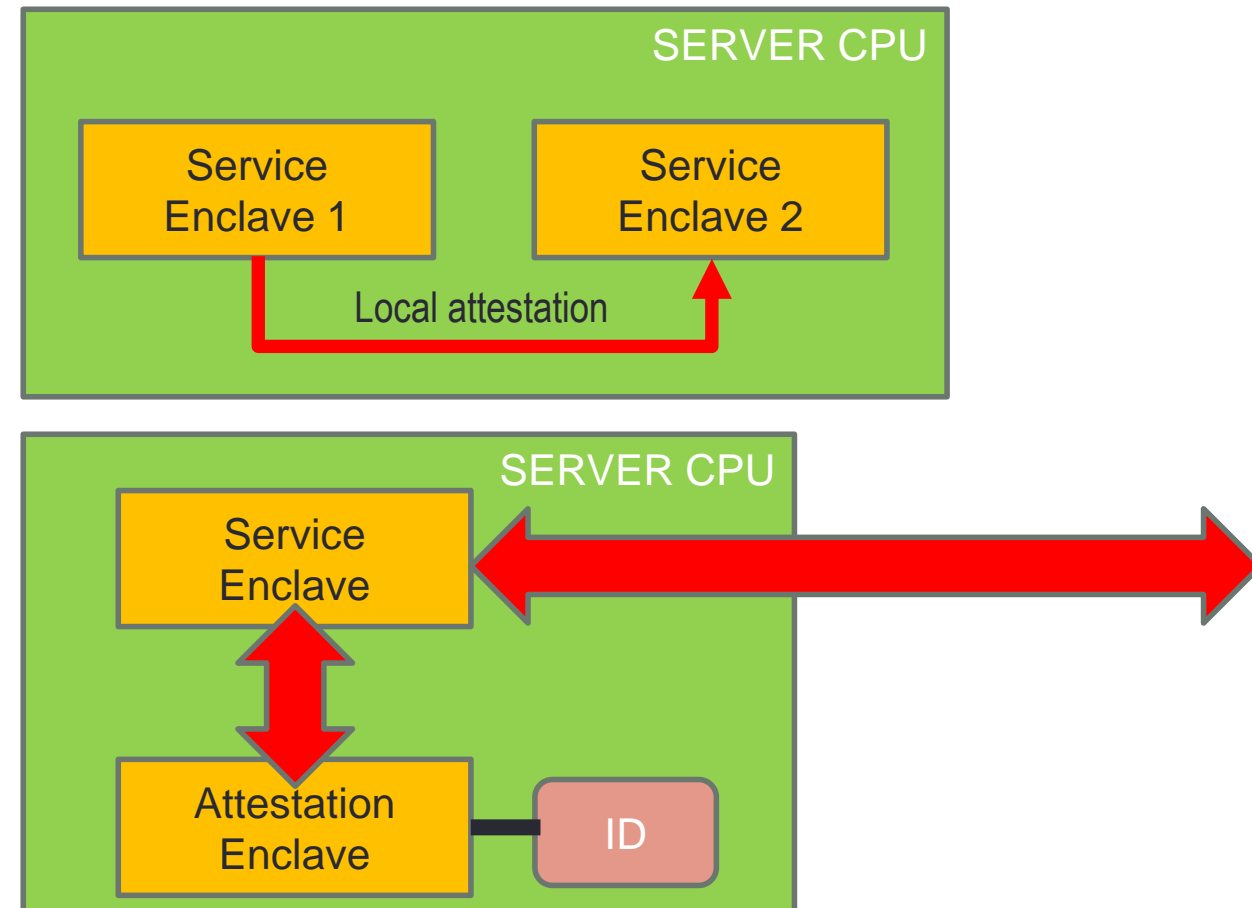 SERVER CPU
Service
Enclave 1
Service
Enclave 2
Local attestation
SERVER CPU
Service
Enclave
Attestation
Enclave
ID